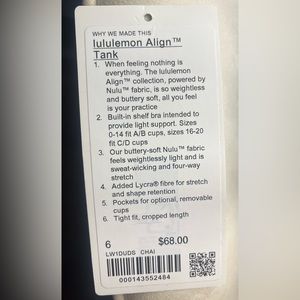 WHY WE MADE THIS
lululemon Align™
Tank
1. When feeling nothing is
everything. The lululemon
Align™ collection, powered by
Nulu™ fabric, is so weightless
and buttery soft, all you feel
is your practice
2. Built-in shelf bra intended to
provide light support. Sizes
0-14 fit A/B cups, sizes 16-20
fit C/D cups
3. Our buttery-soft Nulu™ fabric
feels weightlessly light and is
sweat-wicking and four-way
stretch
4. Added Lycra® fibre for stretch
and shape retention
5. Pockets for optional, removable
cups
6. Tight fit, cropped length
6 $68.00
LW1DUDS CHAI
000143552484